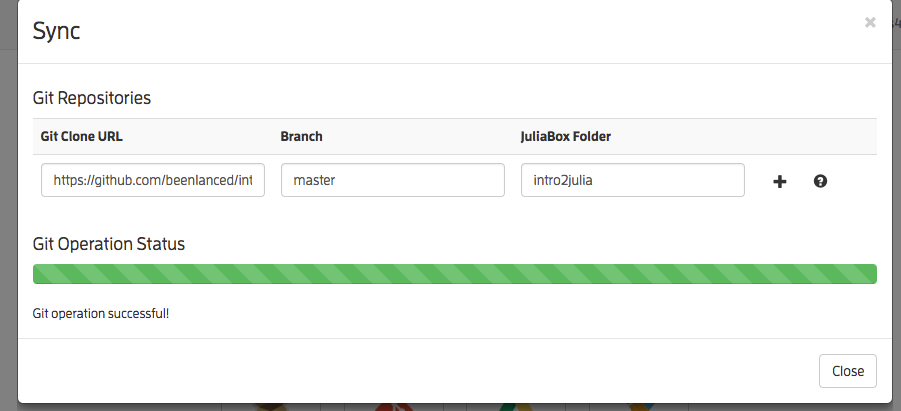 Sync
Git Repositories
Git Clone URL Branch JuliaBox Folder
https://github.com/beenlanced/int master intro2julia
Git Operation Status
Git operation successful!
Close